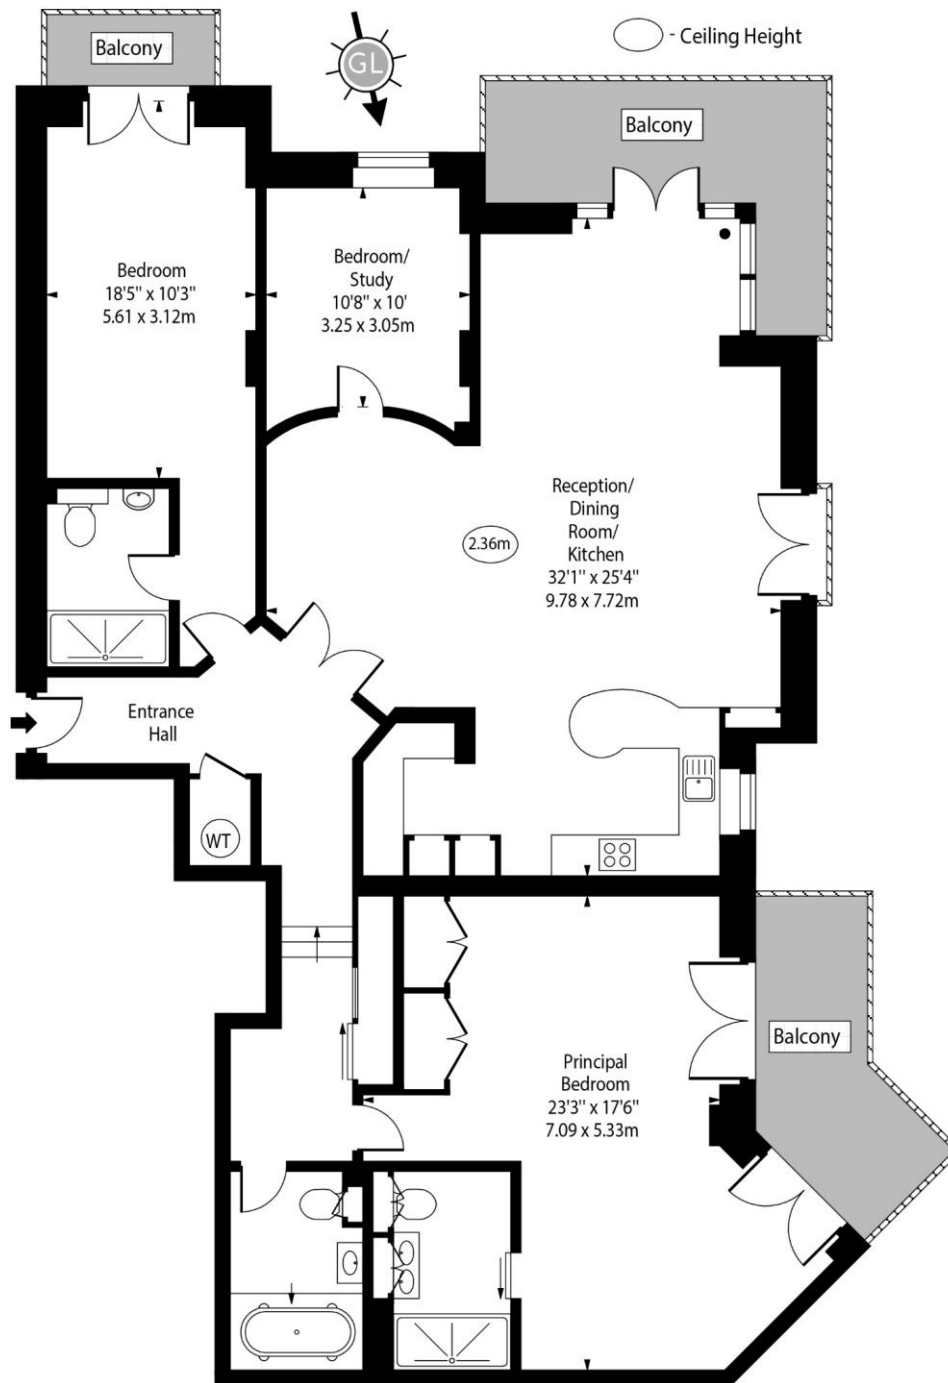 Balcony
GL
- Ceiling Height
Balcony
Bedroom
18'5" x 10'3"
5.61 x 3.12m
Bedroom/
Study
10'8" x 10'
3.25 x 3.05m
Reception/
Dining
Room/
Kitchen
32'1" x 25'4"
9.78 x 7.72m
2.36m
Entrance
Hall
WT
Balcony
Principal
Bedroom
23'3" x 17'6"
7.09 x 5.33m